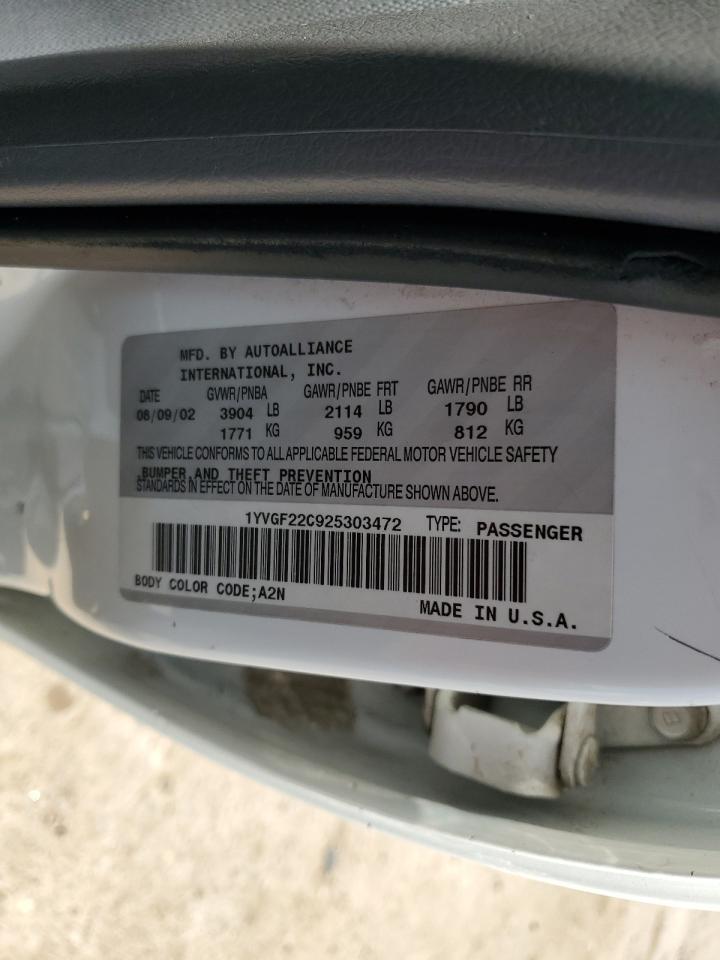 MFD. BY AUTOALLIANCE
INTERNATIONAL, INC.
DATE GVWR/PNBA GAWR/PNBE FRT GAWR/PNBE RR
08/09/02 3904 LB 2114 LB 1790 LB
1771 KG 959 KG 812 KG
THIS VEHICLE CONFORMS TO ALL APPLICABLE FEDERAL MOTOR VEHICLE SAFETY
,BUMPER,AND THEFT PREVENTION
STANDARDS IN EFFECT ON THE DATE OF MANUFACTURE SHOWN ABOVE.
1YVGF22C925303472 TYPE: PASSENGER
BODY COLOR CODE;A2N
MADE IN U.S.A.